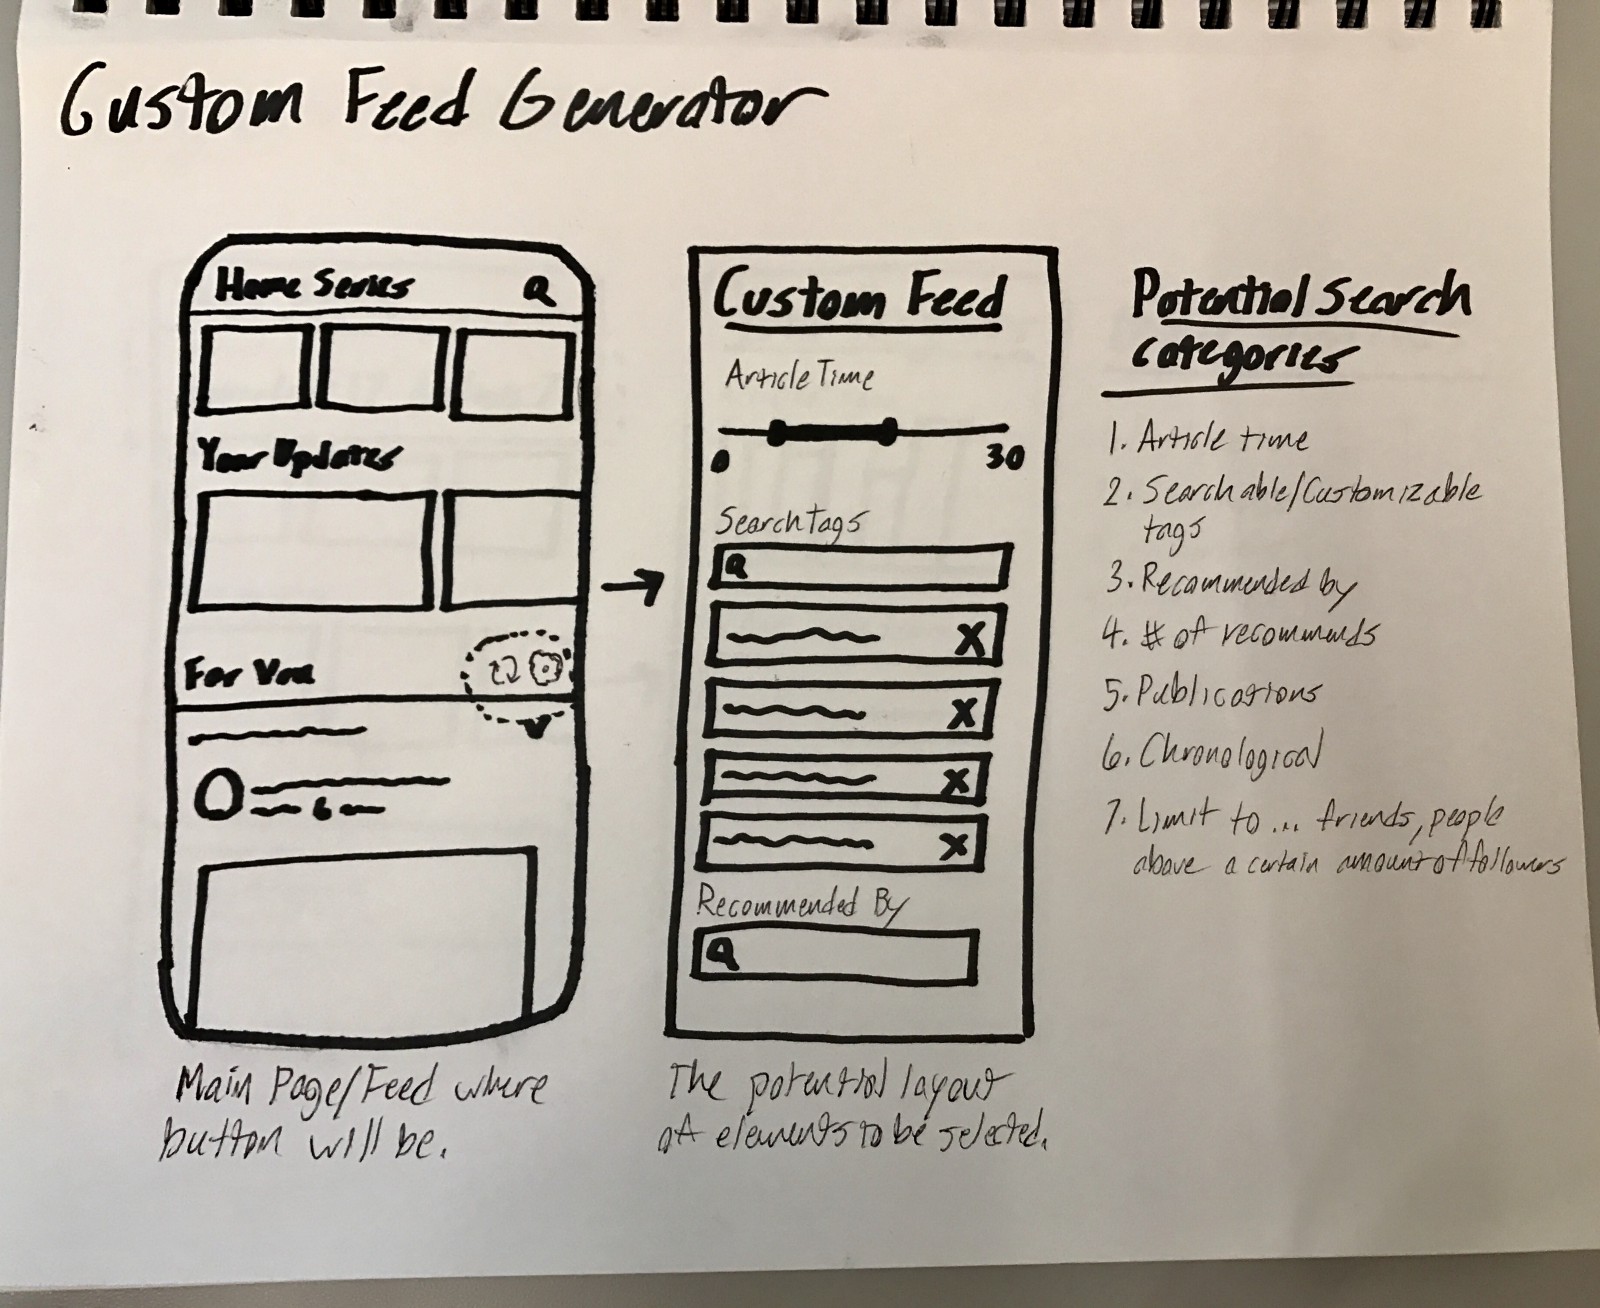 Custom Feed Generator
Home Series
Your Updates
For You
Main Page/Feed where
button will be.
Custom Feed
Article Time
0 30
Search Tags
X
X
X
X
Recommended By
The potential layout
of elements to be selected.
Potential Search
categories
1. Article time
2. Searchable/Customizable
tags
3. Recommended by
4. # of recommends
5. Publications
6. Chronological
7. Limit to... friends, people
above a certain amount of followers